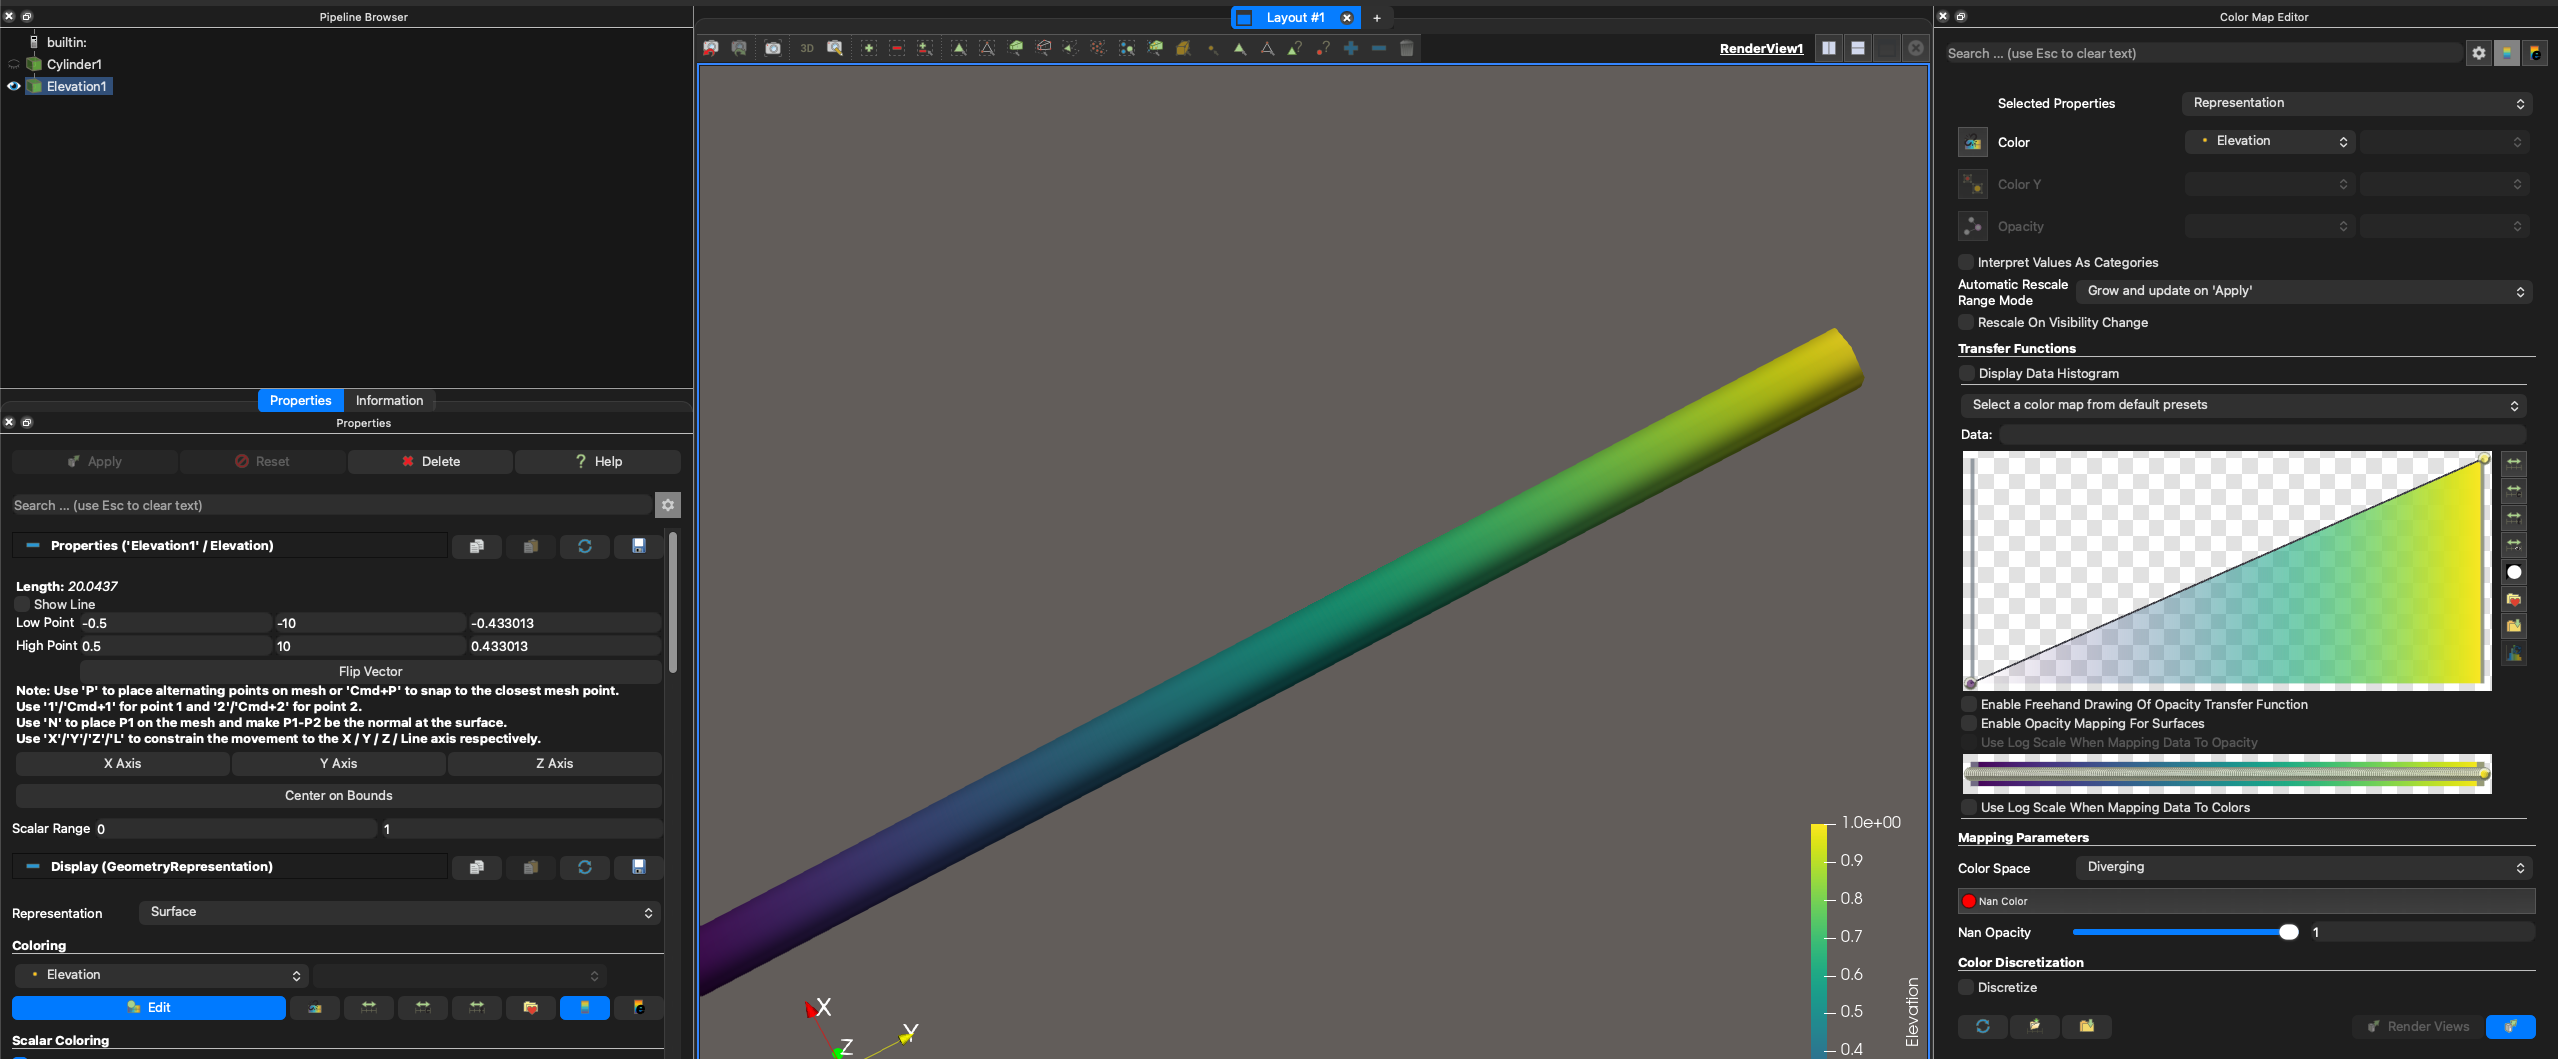 Pipeline Browser
builtin:
Cylinder1
Elevation1
Properties
Information
Properties
Apply
Reset
Delete
Help
Search ... (use Esc to clear text)
Properties ('Elevation1' / Elevation)
Length: 20.0437
Show Line
Low Point -0.5 -10 -0.433013
High Point 0.5 10 0.433013
Flip Vector
Note: Use 'P' to place alternating points on mesh or 'Cmd+P' to snap to the closest mesh point.
Use '1'/'Cmd+1' for point 1 and '2'/'Cmd+2' for point 2.
Use 'N' to place P1 on the mesh and make P1-P2 be the normal at the surface.
Use 'X'/'Y'/'Z'/'L' to constrain the movement to the X / Y / Z / Line axis respectively.
X Axis
Y Axis
Z Axis
Center on Bounds
Scalar Range 0 1
Display (GeometryRepresentation)
Representation Surface
Coloring
Elevation
Edit
Scalar Coloring
Layout #1
+
3D
RenderView1
X
Y
Z
1.0e+00
0.9
0.8
0.7
0.6
0.5
0.4
Elevation
Color Map Editor
Search ... (use Esc to clear text)
Selected Properties Representation
Color Elevation
Color Y
Opacity
Interpret Values As Categories
Automatic Rescale
Range Mode
Grow and update on 'Apply'
Rescale On Visibility Change
Transfer Functions
Display Data Histogram
Select a color map from default presets
Data:
Enable Freehand Drawing Of Opacity Transfer Function
Enable Opacity Mapping For Surfaces
Use Log Scale When Mapping Data To Opacity
Use Log Scale When Mapping Data To Colors
Mapping Parameters
Color Space Diverging
Nan Color
Nan Opacity 1
Color Discretization
Discretize
Render Views